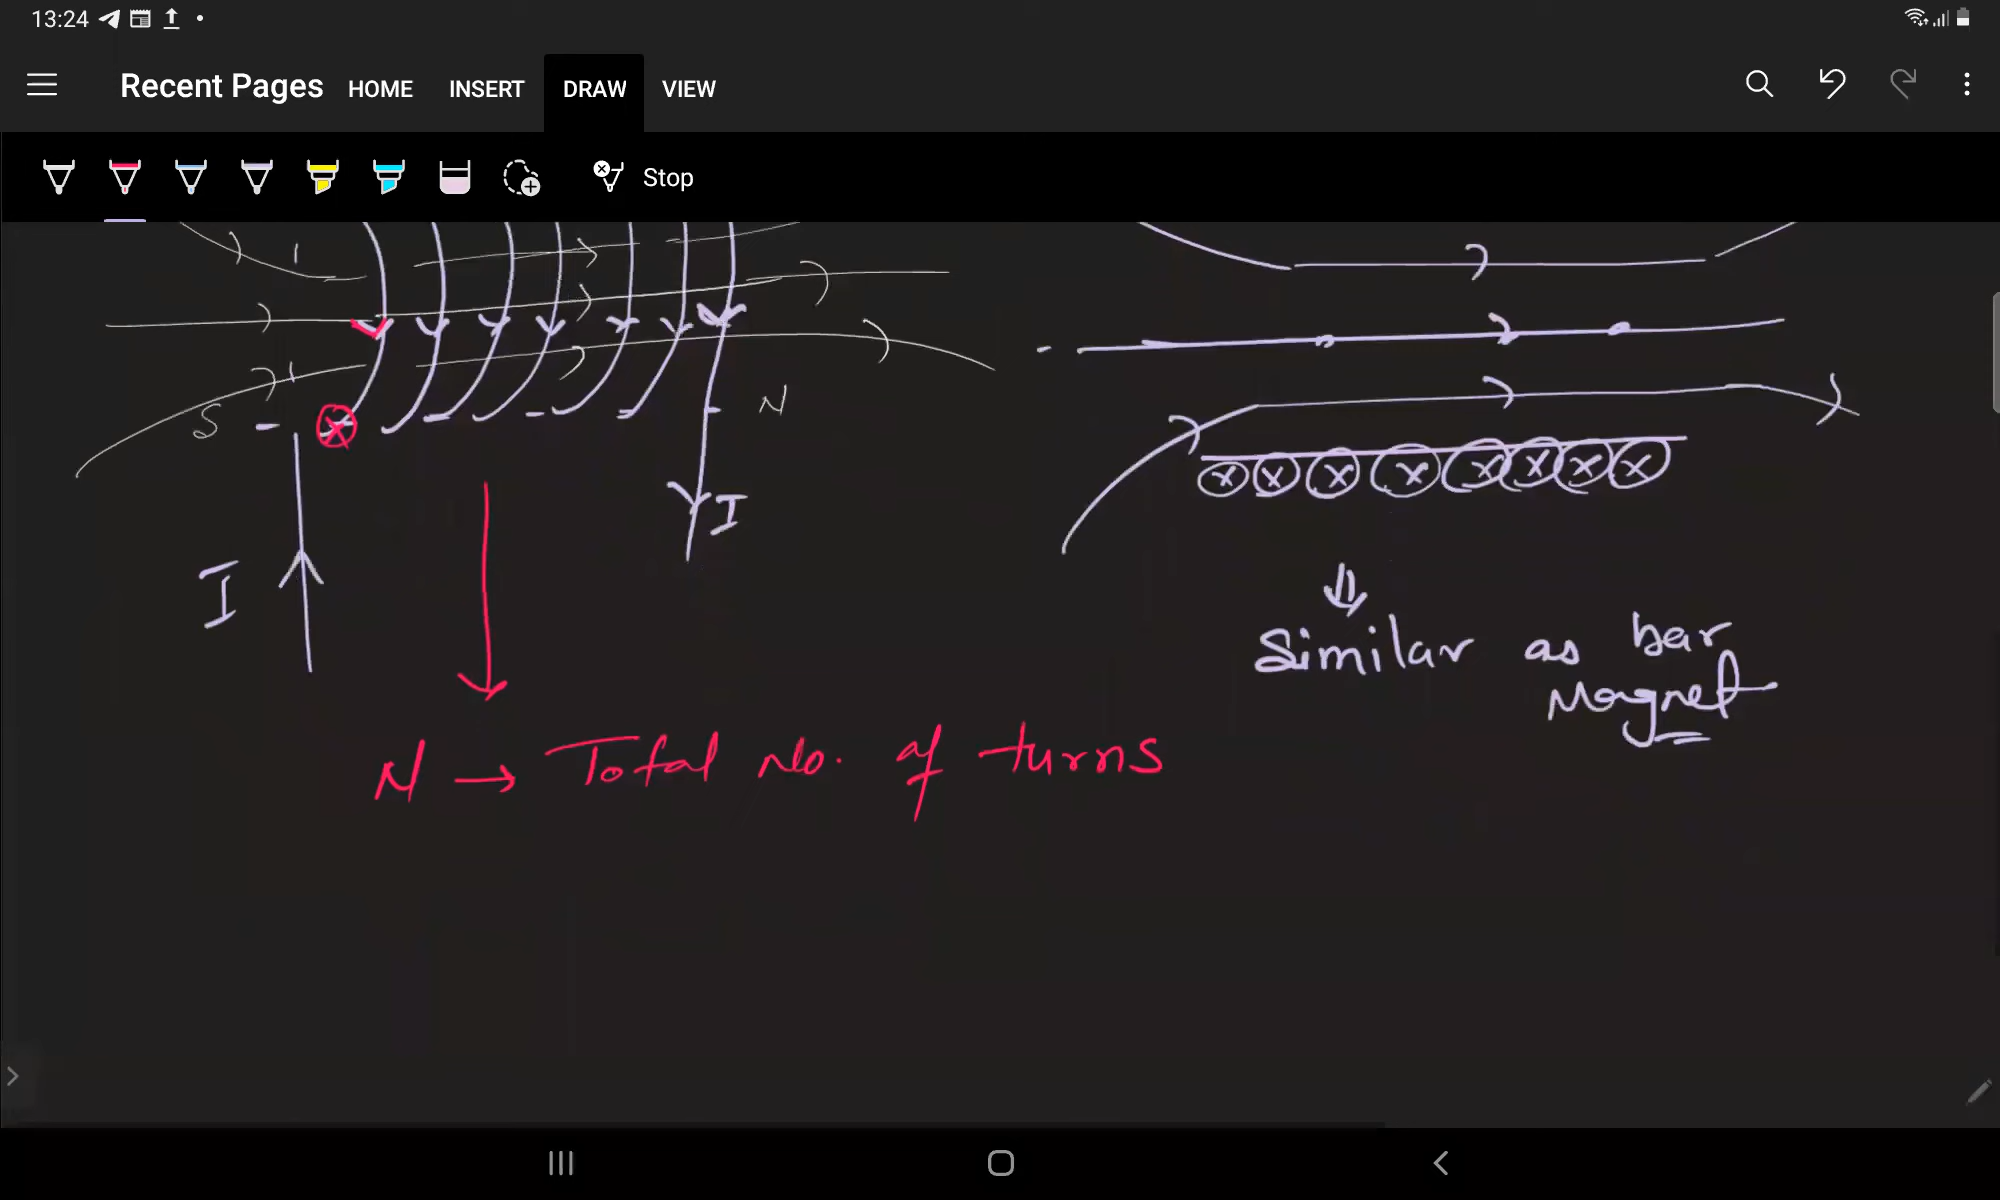 13:24
Recent Pages HOME INSERT DRAW VIEW
Stop
S N
I
I
Similar as bar
Magnet
N → Total No. of turns